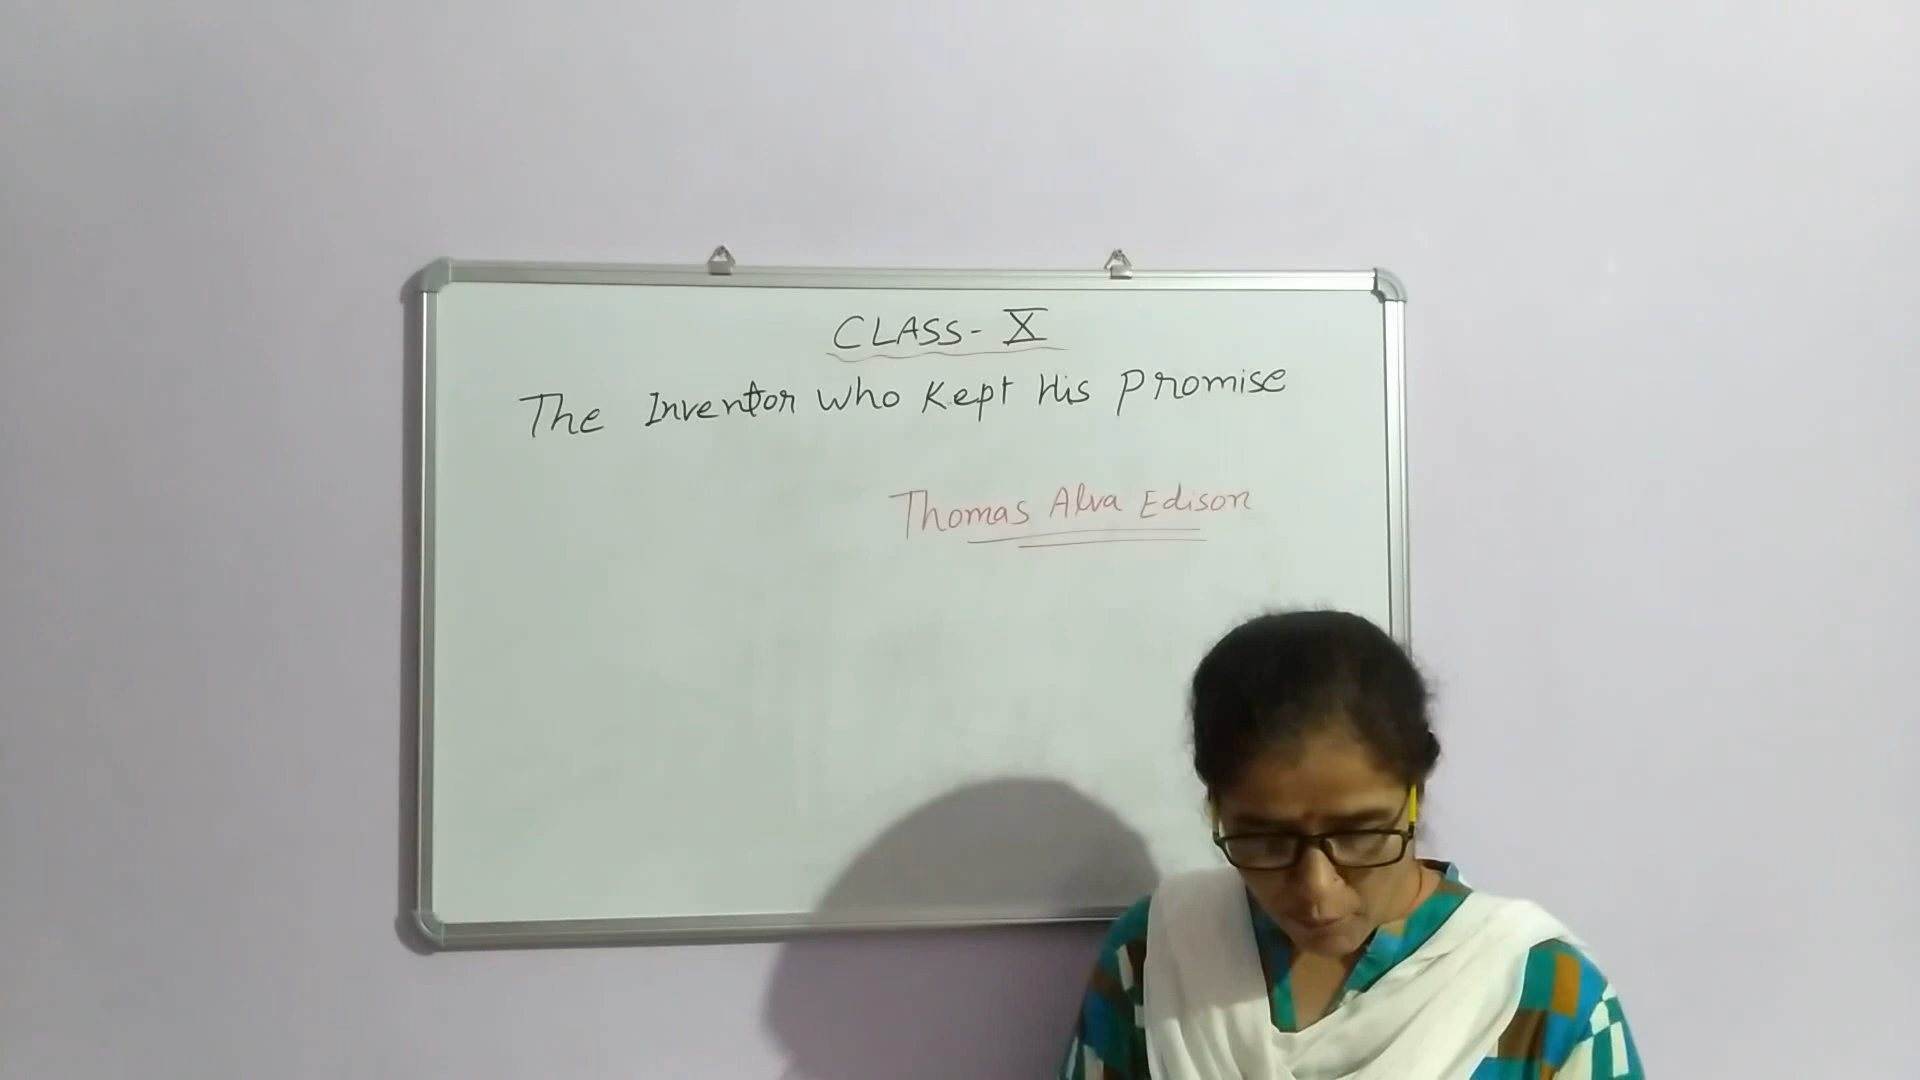 CLASS - X
The Inventor who Kept His Promise
Thomas Alva Edison